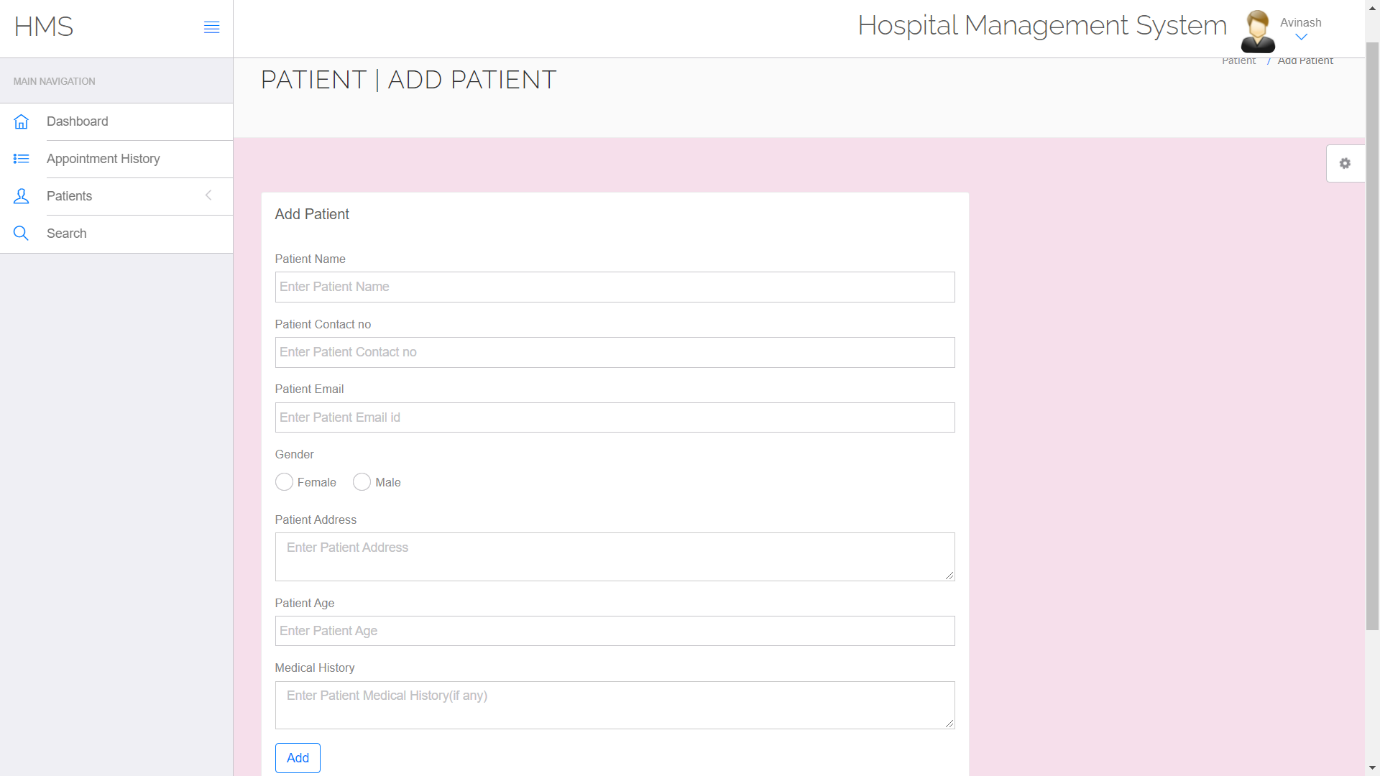 HMS
Hospital Management System
Avinash
MAIN NAVIGATION
Dashboard
Appointment History
Patients
Search
PATIENT | ADD PATIENT
Patient / Add Patient
Add Patient
Patient Name
Enter Patient Name
Patient Contact no
Enter Patient Contact no
Patient Email
Enter Patient Email id
Gender
Female Male
Patient Address
Enter Patient Address
Patient Age
Enter Patient Age
Medical History
Enter Patient Medical History(if any)
Add